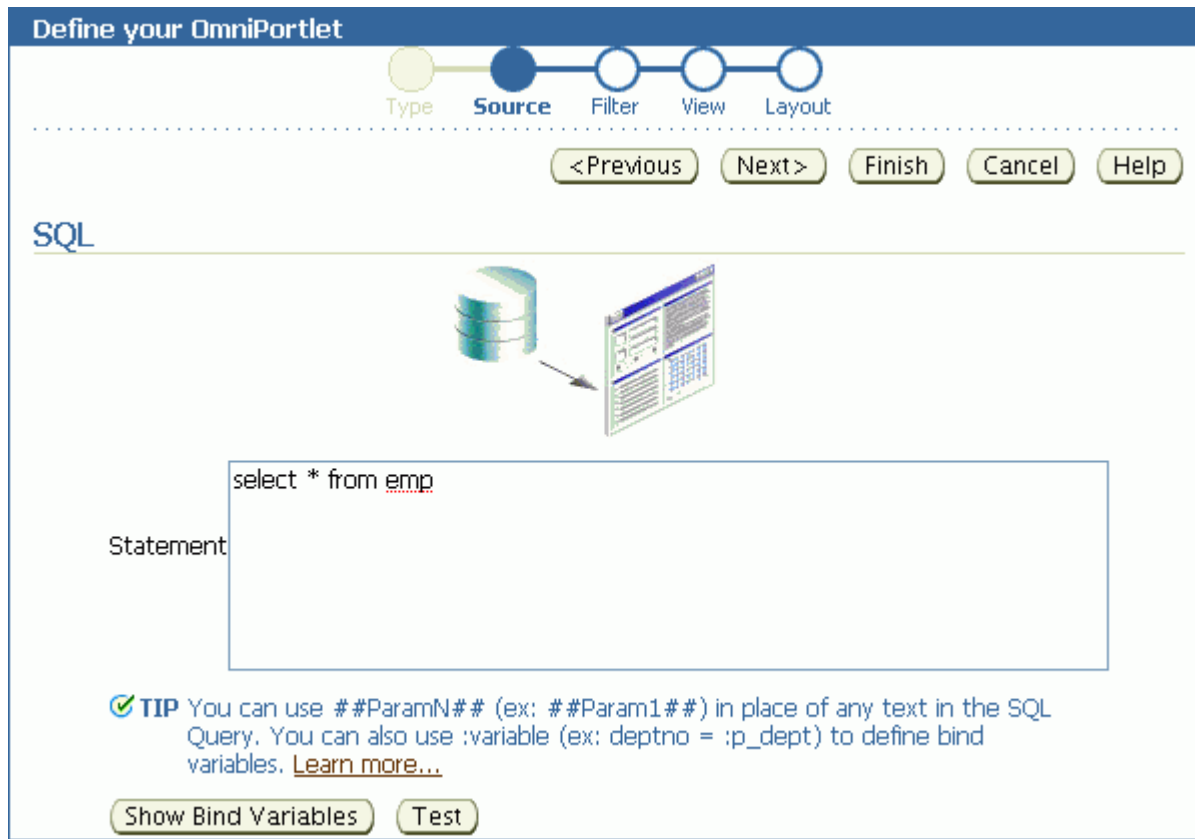 Define your OmniPortlet
Type Source Filter View Layout
<Previous Next> Finish Cancel Help
SQL
select * from emp
Statement
TIP You can use ##ParamN## (ex: ##Param1##) in place of any text in the SQL
Query. You can also use :variable (ex: deptno = :p_dept) to define bind
variables. Learn more...
Show Bind Variables Test